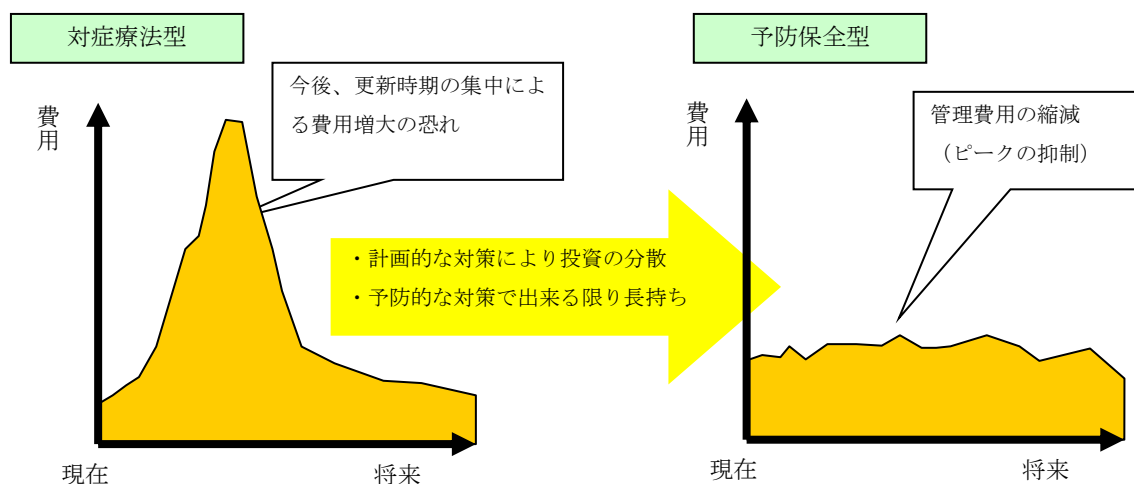 対症療法型
今後、更新時期の集中によ
る費用増大の恐れ
費用
現在
将来
・計画的な対策により投資の分散
・予防的な対策で出来る限り長持ち
予防保全型
管理費用の縮減
（ピークの抑制）
費用
現在
将来